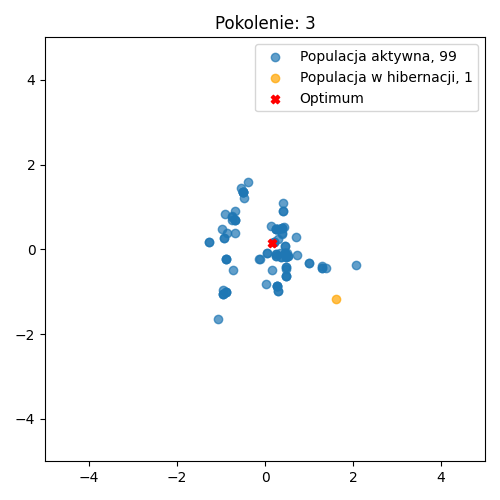 Pokolenie: 3
Populacja aktywna, 99
Populacja w hibernacji, 1
Optimum
4
2
0
−2
−4
−4 −2 0 2 4